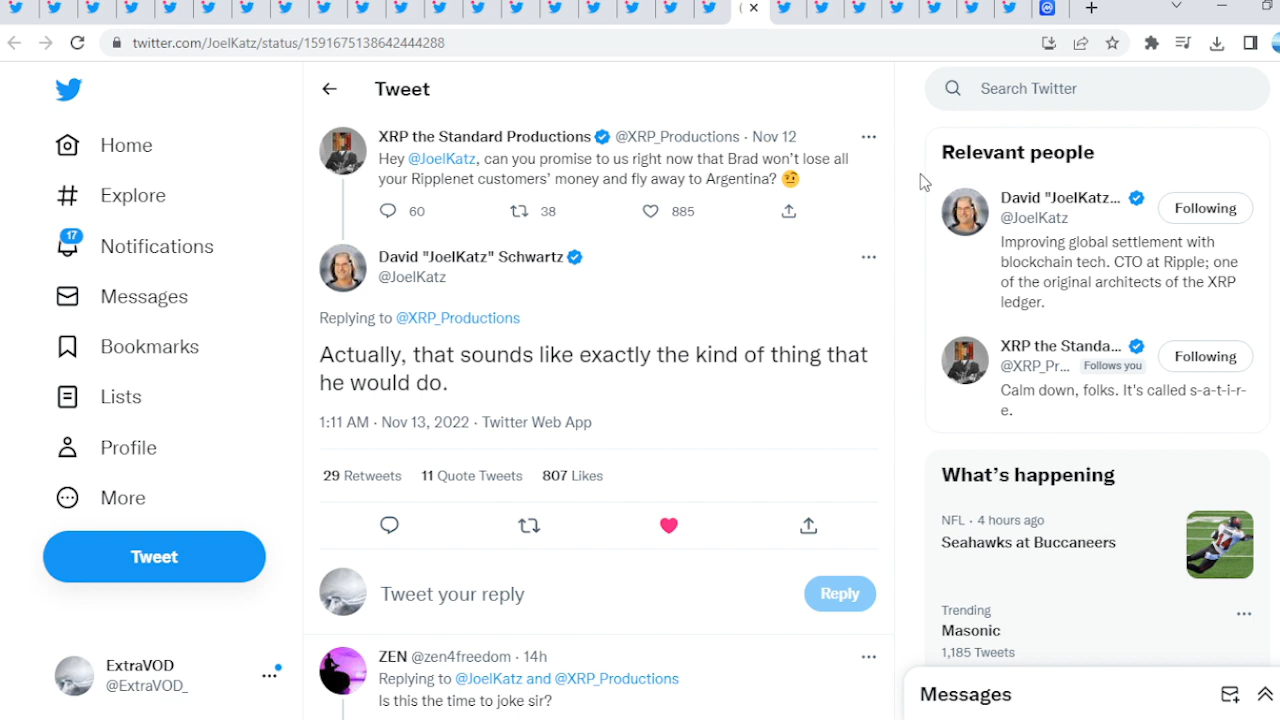 twitter.com/JoelKatz/status/1591675138642444288
Home
Explore
17
Notifications
Messages
Bookmarks
Lists
Profile
More
Tweet
ExtraVOD
@ExtraVOD_
Tweet
XRP the Standard Productions @XRP_Productions · Nov 12
Hey @JoelKatz, can you promise to us right now that Brad won't lose all
your Ripplenet customers' money and fly away to Argentina? 🤨
60 38 885
David "JoelKatz" Schwartz
@JoelKatz
Replying to @XRP_Productions
Actually, that sounds like exactly the kind of thing that
he would do.
1:11 AM · Nov 13, 2022 · Twitter Web App
29 Retweets 11 Quote Tweets 807 Likes
Tweet your reply
Reply
ZEN @zen4freedom · 14h
Replying to @JoelKatz and @XRP_Productions
Is this the time to joke sir?
Search Twitter
Relevant people
David "JoelKatz...
@JoelKatz
Following
Improving global settlement with
blockchain tech. CTO at Ripple; one
of the original architects of the XRP
ledger.
XRP the Standa...
@XRP_Pr... Follows you
Following
Calm down, folks. It's called s-a-t-i-r-
e.
What's happening
NFL · 4 hours ago
Seahawks at Buccaneers
Trending
Masonic
1,185 Tweets
Messages